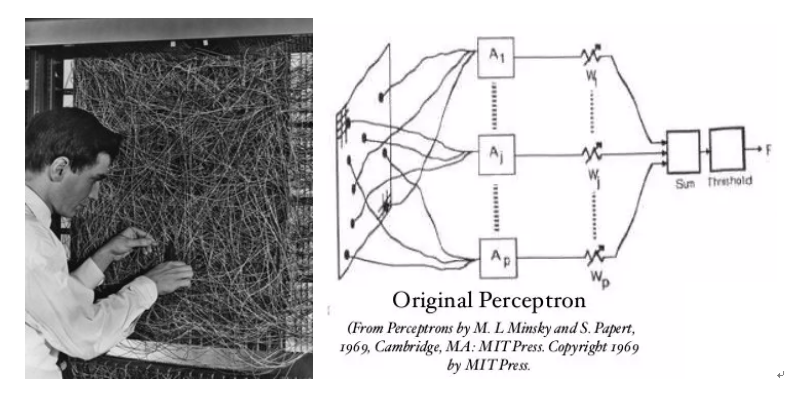 A1
Wi
Aj
Wj
Sum
Threshold
F
Ap
Wp
Original Perceptron
(From Perceptrons by M. L Minsky and S. Papert,
1969, Cambridge, MA: MIT Press. Copyright 1969
by MIT Press.